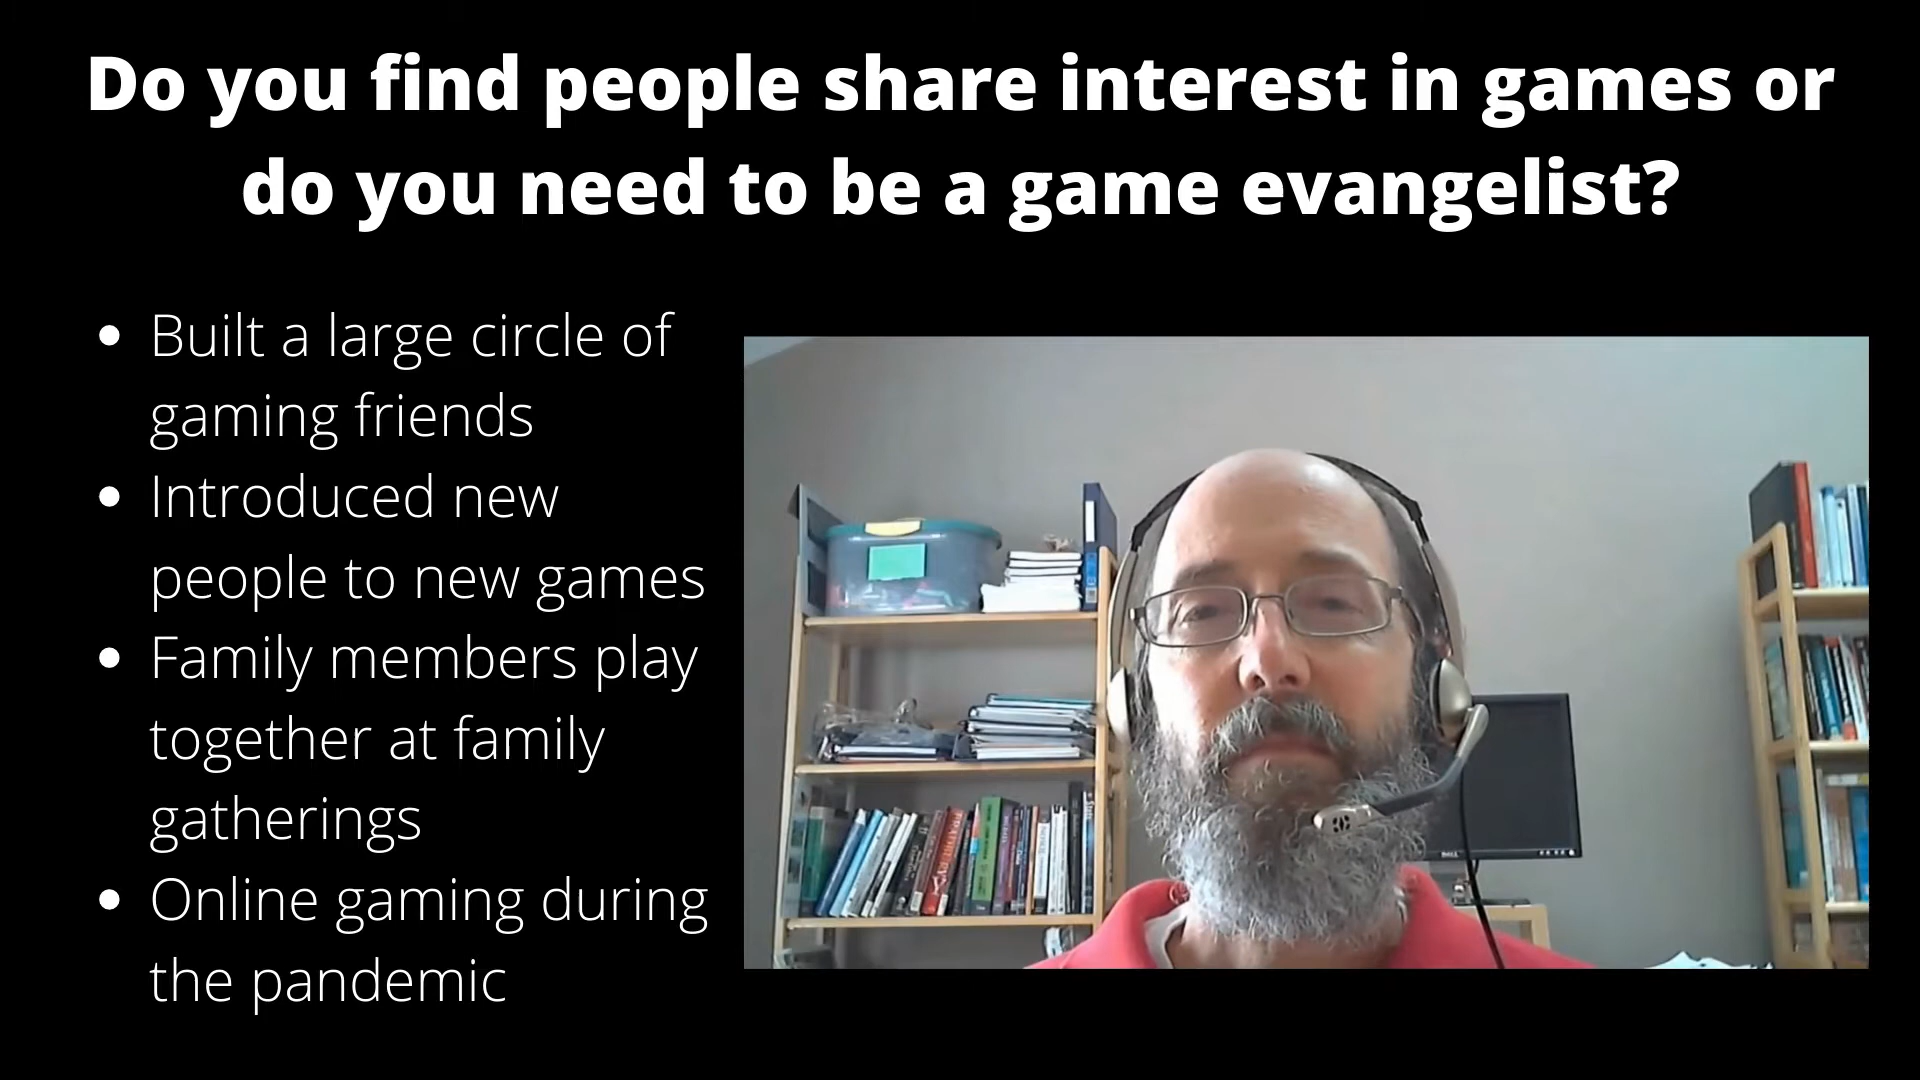 Do you find people share interest in games or
do you need to be a game evangelist?
• Built a large circle of
gaming friends
• Introduced new
people to new games
• Family members play
together at family
gatherings
• Online gaming during
the pandemic
DELL